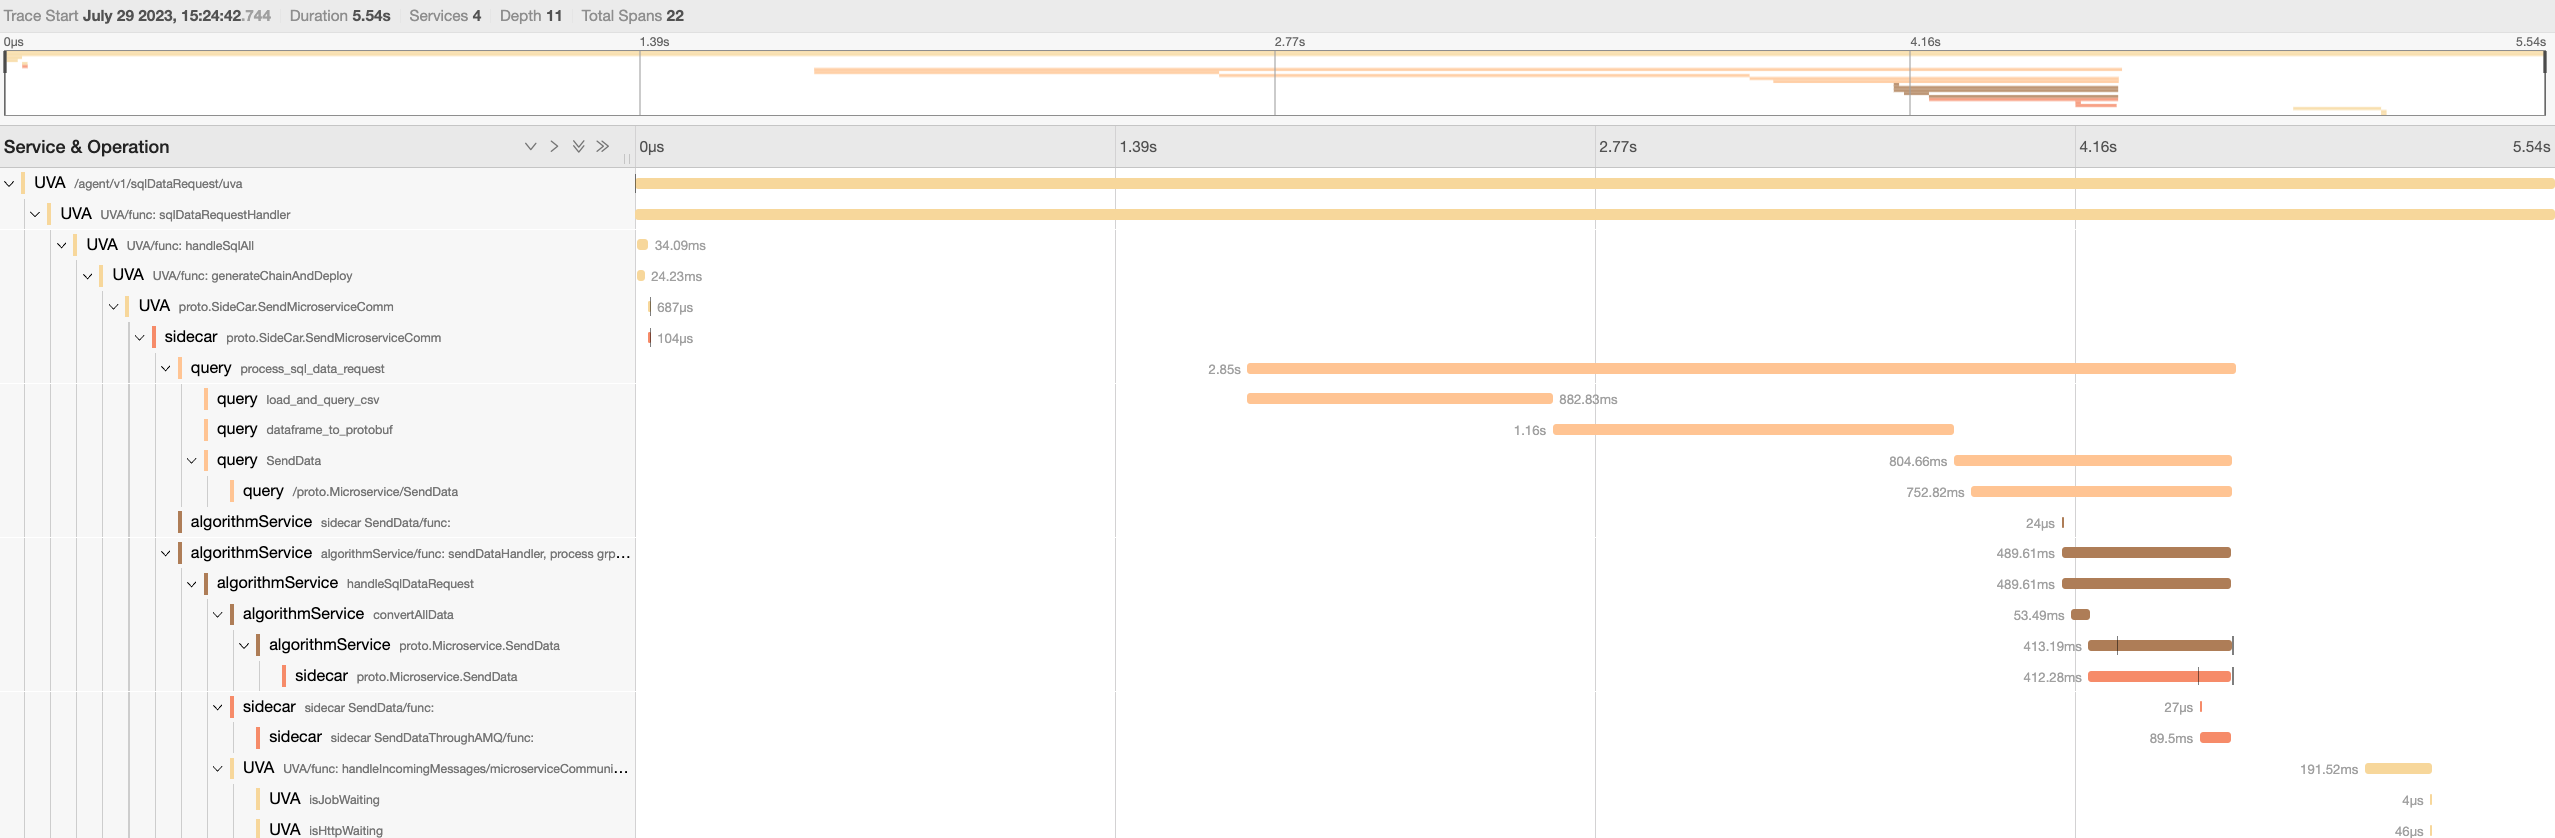 Trace Start July 29 2023, 15:24:42.744 Duration 5.54s Services 4 Depth 11 Total Spans 22
0μs 1.39s 2.77s 4.16s 5.54s
Service & Operation 0μs 1.39s 2.77s 4.16s 5.54s
UVA /agent/v1/sqlDataRequest/uva
UVA UVA/func: sqlDataRequestHandler
UVA UVA/func: handleSqlAll 34.09ms
UVA UVA/func: generateChainAndDeploy 24.23ms
UVA proto.SideCar.SendMicroserviceComm 687μs
sidecar proto.SideCar.SendMicroserviceComm 104μs
query process_sql_data_request 2.85s
query load_and_query_csv 882.83ms
query dataframe_to_protobuf 1.16s
query SendData 804.66ms
query /proto.Microservice/SendData 752.82ms
algorithmService sidecar SendData/func: 24μs
algorithmService algorithmService/func: sendDataHandler, process grp... 489.61ms
algorithmService handleSqlDataRequest 489.61ms
algorithmService convertAllData 53.49ms
algorithmService proto.Microservice.SendData 413.19ms
sidecar proto.Microservice.SendData 412.28ms
sidecar sidecar SendData/func: 27μs
sidecar sidecar SendDataThroughAMQ/func: 89.5ms
UVA UVA/func: handleIncomingMessages/microserviceCommuni... 191.52ms
UVA isJobWaiting 4μs
UVA isHttpWaiting 46μs